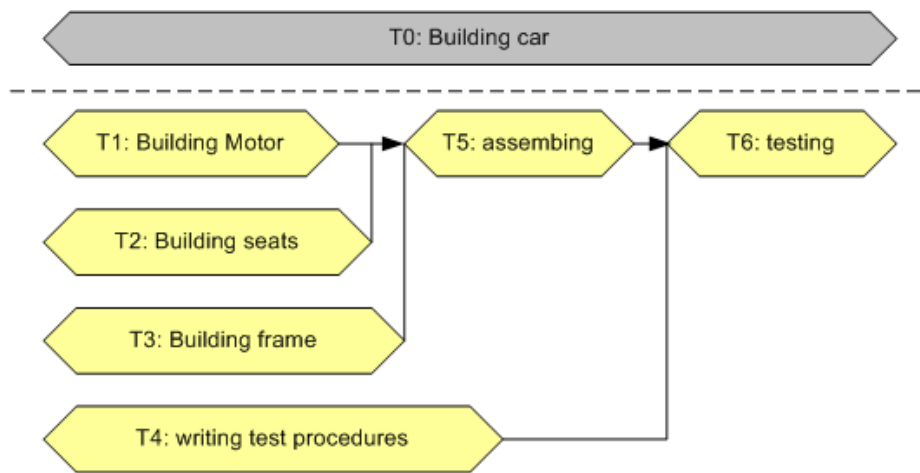 T0: Building car
T1: Building Motor
T5: assembing
T6: testing
T2: Building seats
T3: Building frame
T4: writing test procedures